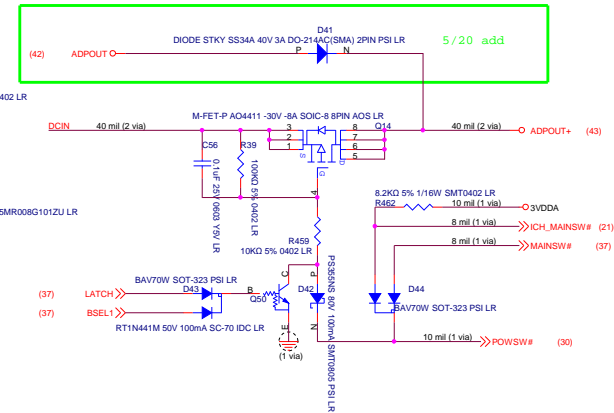 D41
DIODE STKY SS34A 40V 3A DO-214AC(SMA) 2PIN PSI LR
5/20 add
(42) ADPOUT P N
402 LR
M-FET-P AO4411 -30V -8A SOIC-8 8PIN AOS LR
DCIN 40 mil (2 via) 3 8 Q14 40 mil (2 via) ADPOUT+ (43)
2 7
1 6
5
S D
G
4
C56 R39
0.1uF 25V 0603 Y5V LR
100KΩ 5% 0402 LR
8.2KΩ 5% 1/16W SMT0402 LR
R462 10 mil (1 via) 3VDDA
5MR008G101ZU LR
8 mil (1 via) ICH_MAINSW# (21)
R459
8 mil (1 via) MAINSW# (37)
10KΩ 5% 0402 LR
PS355NS 80V 100mA SMT0805 PSI LR
BAV70W SOT-323 PSI LR
C P
(37) LATCH D43 B Q50 D42 D44
(37) BSEL1
BAV70W SOT-323 PSI LR
RT1N441M 50V 100mA SC-70 IDC LR
E N
10 mil (1 via) POWSW# (30)
(1 via)